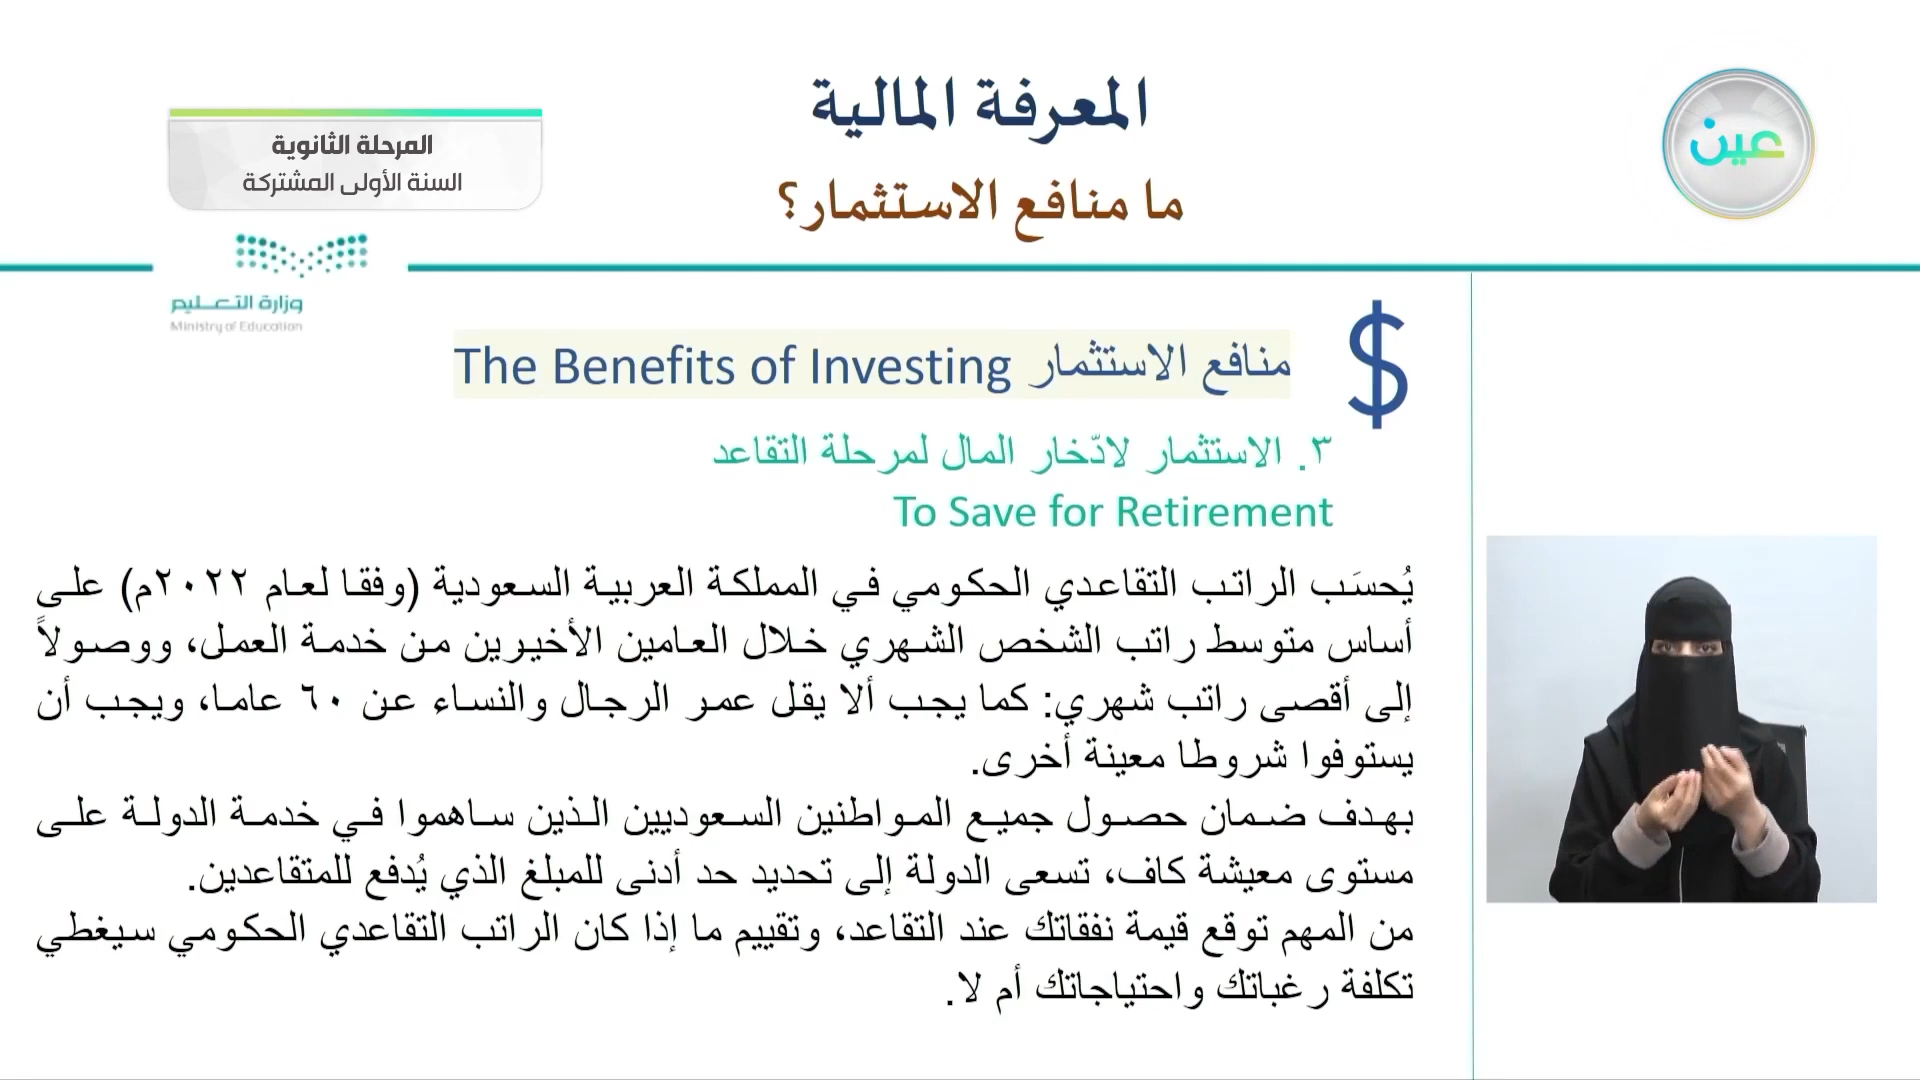 المعرفة المالية
ما منافع الاستثمار؟
المرحلة الثانوية
السنة الأولى المشتركة
عين
وزارة التعليم
Ministry of Education
منافع الاستثمار The Benefits of Investing
$
٣. الاستثمار لادّخار المال لمرحلة التقاعد
To Save for Retirement
يُحسَب الراتب التقاعدي الحكومي في المملكة العربية السعودية (وفقا لعام ٢٠٢٢م) على
أساس متوسط راتب الشخص الشهري خلال العامين الأخيرين من خدمة العمل، ووصولاً
إلى أقصى راتب شهري: كما يجب ألا يقل عمر الرجال والنساء عن ٦٠ عاما، ويجب أن
يستوفوا شروطا معينة أخرى.
بهدف ضمان حصول جميع المواطنين السعوديين الذين ساهموا في خدمة الدولة على
مستوى معيشة كاف، تسعى الدولة إلى تحديد حد أدنى للمبلغ الذي يُدفع للمتقاعدين.
من المهم توقع قيمة نفقاتك عند التقاعد، وتقييم ما إذا كان الراتب التقاعدي الحكومي سيغطي
تكلفة رغباتك واحتياجاتك أم لا.